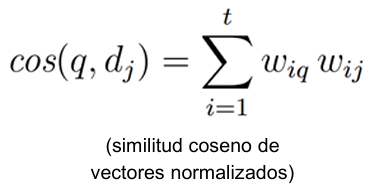 cos(q, d_j) = \sum_{i=1}^{t} w_{iq} w_{ij}
(similitud coseno de
vectores normalizados)